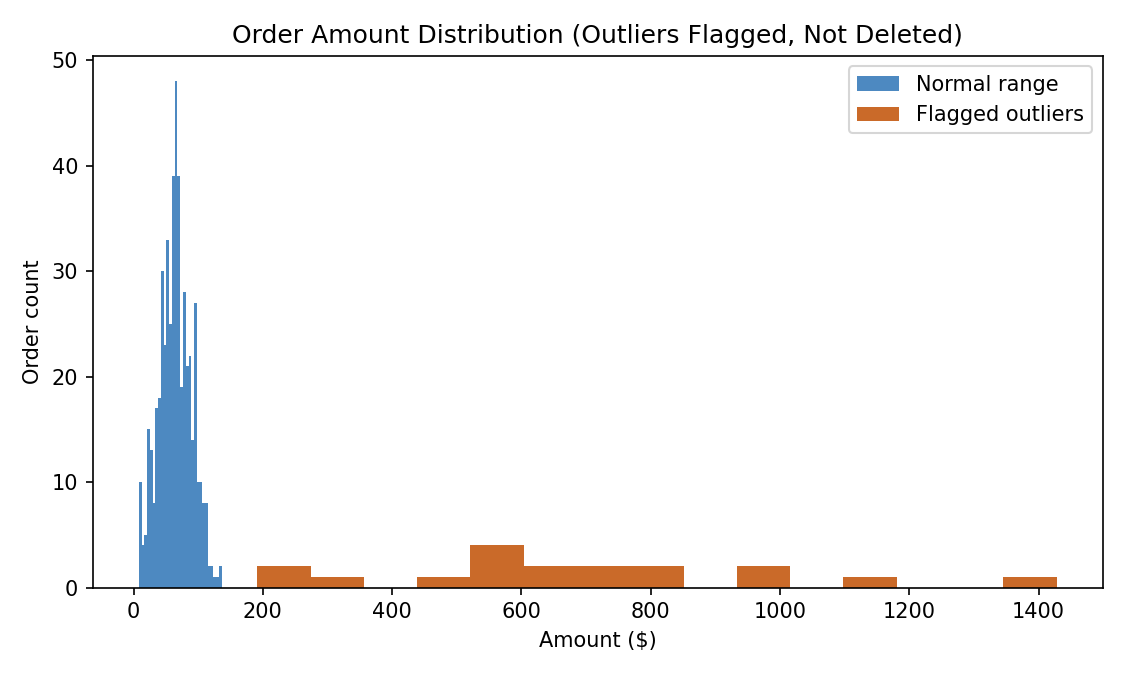 Order Amount Distribution (Outliers Flagged, Not Deleted)
Normal range
Flagged outliers
50
40
30
20
10
0
Order count
0 200 400 600 800 1000 1200 1400
Amount ($)